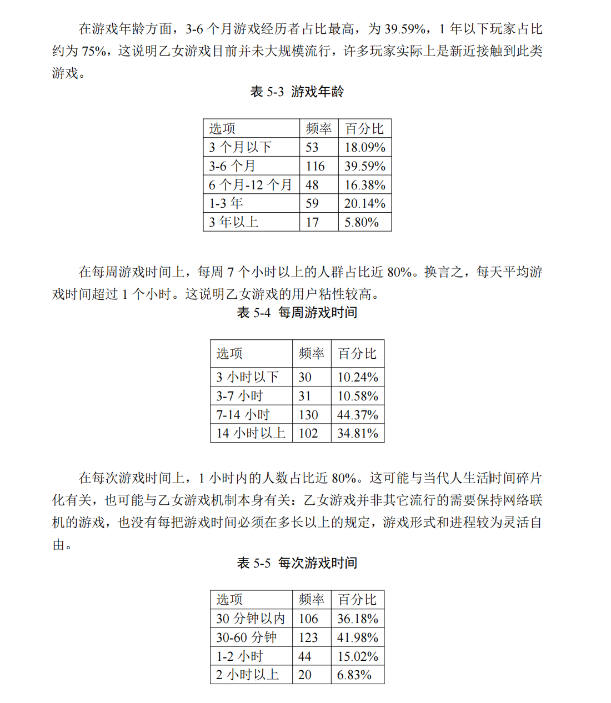 在游戏年龄方面，3-6 个月游戏经历者占比最高，为 39.59%，1 年以下玩家占比
约为 75%，这说明乙女游戏目前并未大规模流行，许多玩家实际上是新近接触到此类
游戏。
表 5-3 游戏年龄
选项 频率 百分比
3 个月以下 53 18.09%
3-6 个月 116 39.59%
6 个月-12 个月 48 16.38%
1-3 年 59 20.14%
3 年以上 17 5.80%
在每周游戏时间上，每周 7 个小时以上的人群占比近 80%。换言之，每天平均游
戏时间超过 1 个小时。这说明乙女游戏的用户粘性较高。
表 5-4 每周游戏时间
选项 频率 百分比
3 小时以下 30 10.24%
3-7 小时 31 10.58%
7-14 小时 130 44.37%
14 小时以上 102 34.81%
在每次游戏时间上，1 小时内的人数占比近 80%。这可能与当代人生活时间碎片
化有关，也可能与乙女游戏机制本身有关：乙女游戏并非其它流行的需要保持网络联
机的游戏，也没有每把游戏时间必须在多长以上的规定，游戏形式和进程较为灵活自
由。
表 5-5 每次游戏时间
选项 频率 百分比
30 分钟以内 106 36.18%
30-60 分钟 123 41.98%
1-2 小时 44 15.02%
2 小时以上 20 6.83%